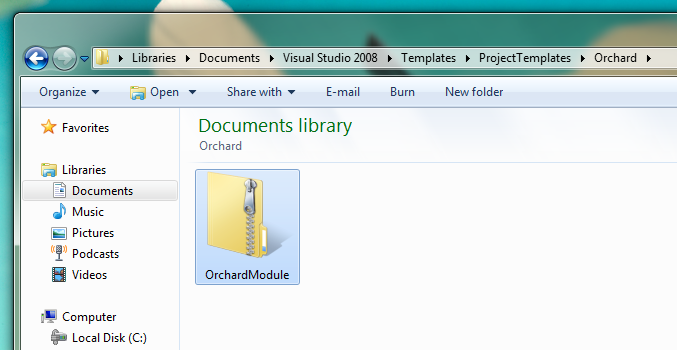 Libraries Documents Visual Studio 2008 Templates ProjectTemplates Orchard
Organize Open Share with E-mail Burn New folder
Favorites
Libraries
Documents
Music
Pictures
Podcasts
Videos
Computer
Local Disk (C:)
Documents library
Orchard
OrchardModule